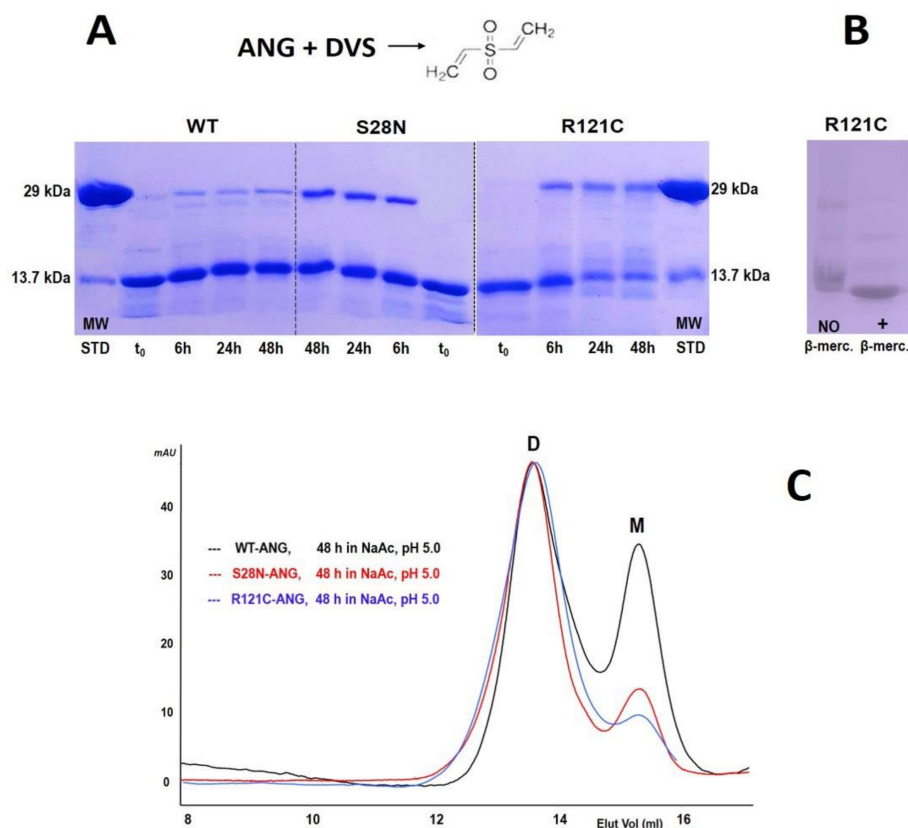 A
B
ANG + DVS
O
CH₂
S
H₂C
O
WT
S28N
R121C
R121C
29 kDa
29 kDa
13.7 kDa
13.7 kDa
MW
MW
NO
+
STD
t₀
6h
24h
48h
48h
24h
6h
t₀
t₀
6h
24h
48h
STD
β-merc.
β-merc.
D
mAU
C
M
40
--- WT-ANG, 48 h in NaAc, pH 5.0
30
--- S28N-ANG, 48 h in NaAc, pH 5.0
--- R121C-ANG, 48 h in NaAc, pH 5.0
20
10
0
8
10
12
14
Elut Vol (ml)
16